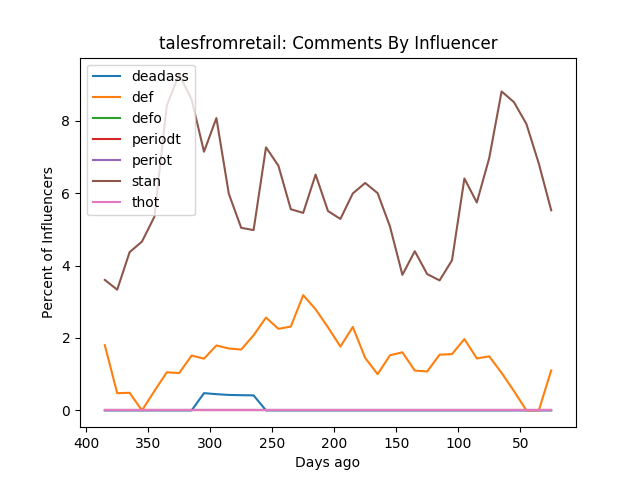 talesfromretail: Comments By Influencer
deadass
def
defo
periodt
periot
stan
thot
Percent of Influencers
8
6
4
2
0
400 350 300 250 200 150 100 50
Days ago